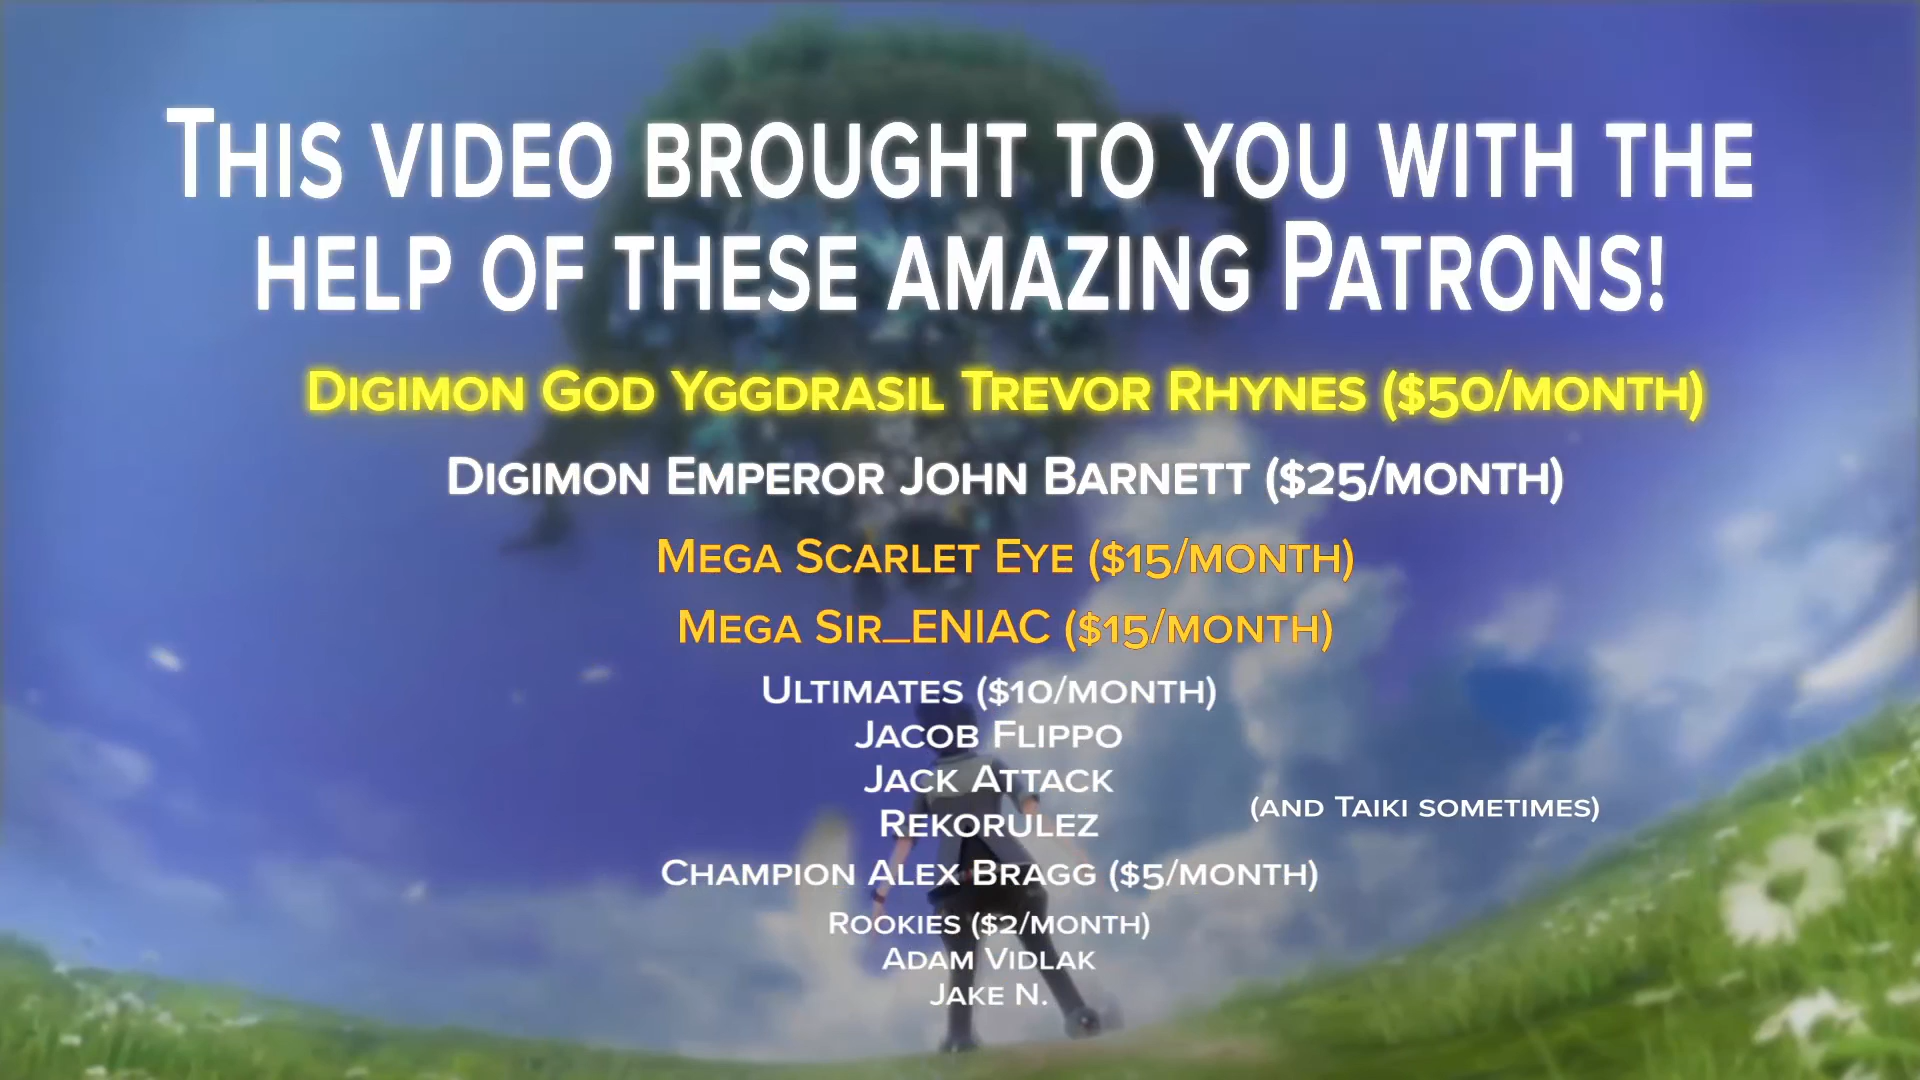 This video brought to you with the
help of these amazing Patrons!
Digimon God Yggdrasil Trevor Rhynes ($50/month)
Digimon Emperor John Barnett ($25/month)
Mega Scarlet Eye ($15/month)
Mega Sir_ENIAC ($15/month)
Ultimates ($10/month)
Jacob Flippo
Jack Attack
Rekorulez
(and Taiki sometimes)
Champion Alex Bragg ($5/month)
Rookies ($2/month)
Adam Vidlak
Jake N.